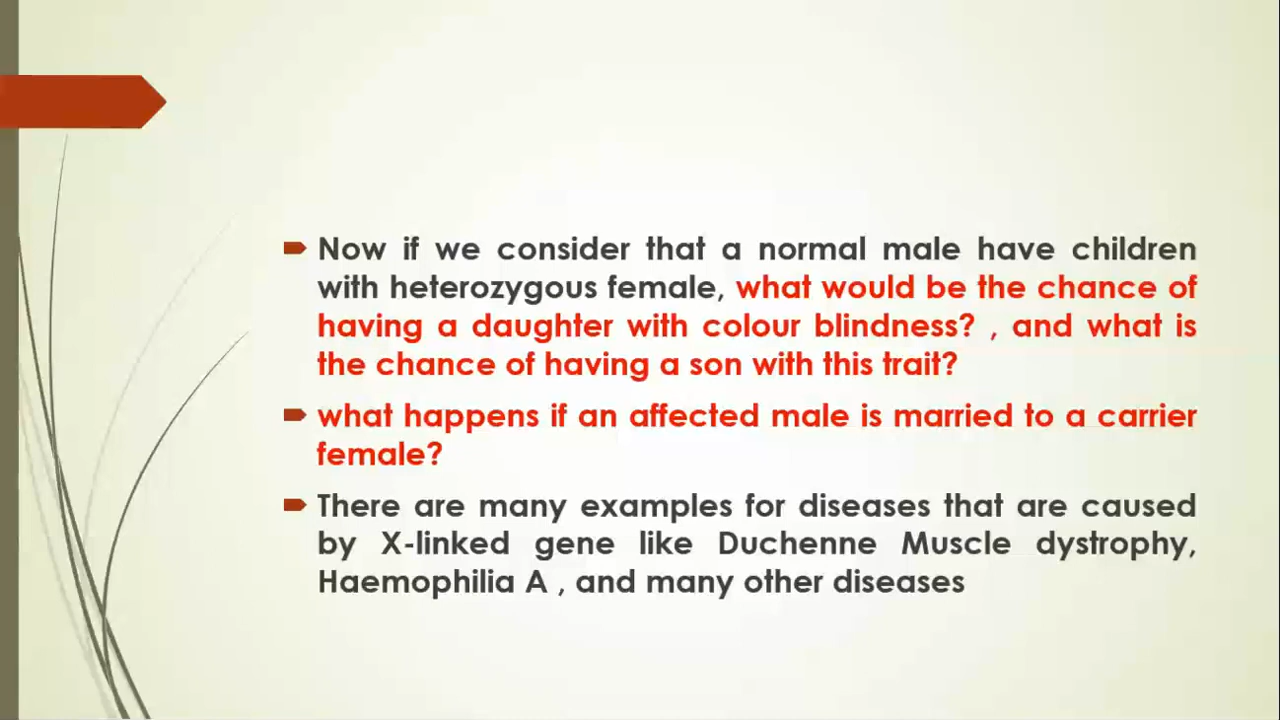 Now if we consider that a normal male have children
with heterozygous female, what would be the chance of
having a daughter with colour blindness? , and what is
the chance of having a son with this trait?
what happens if an affected male is married to a carrier
female?
There are many examples for diseases that are caused
by X-linked gene like Duchenne Muscle dystrophy,
Haemophilia A , and many other diseases